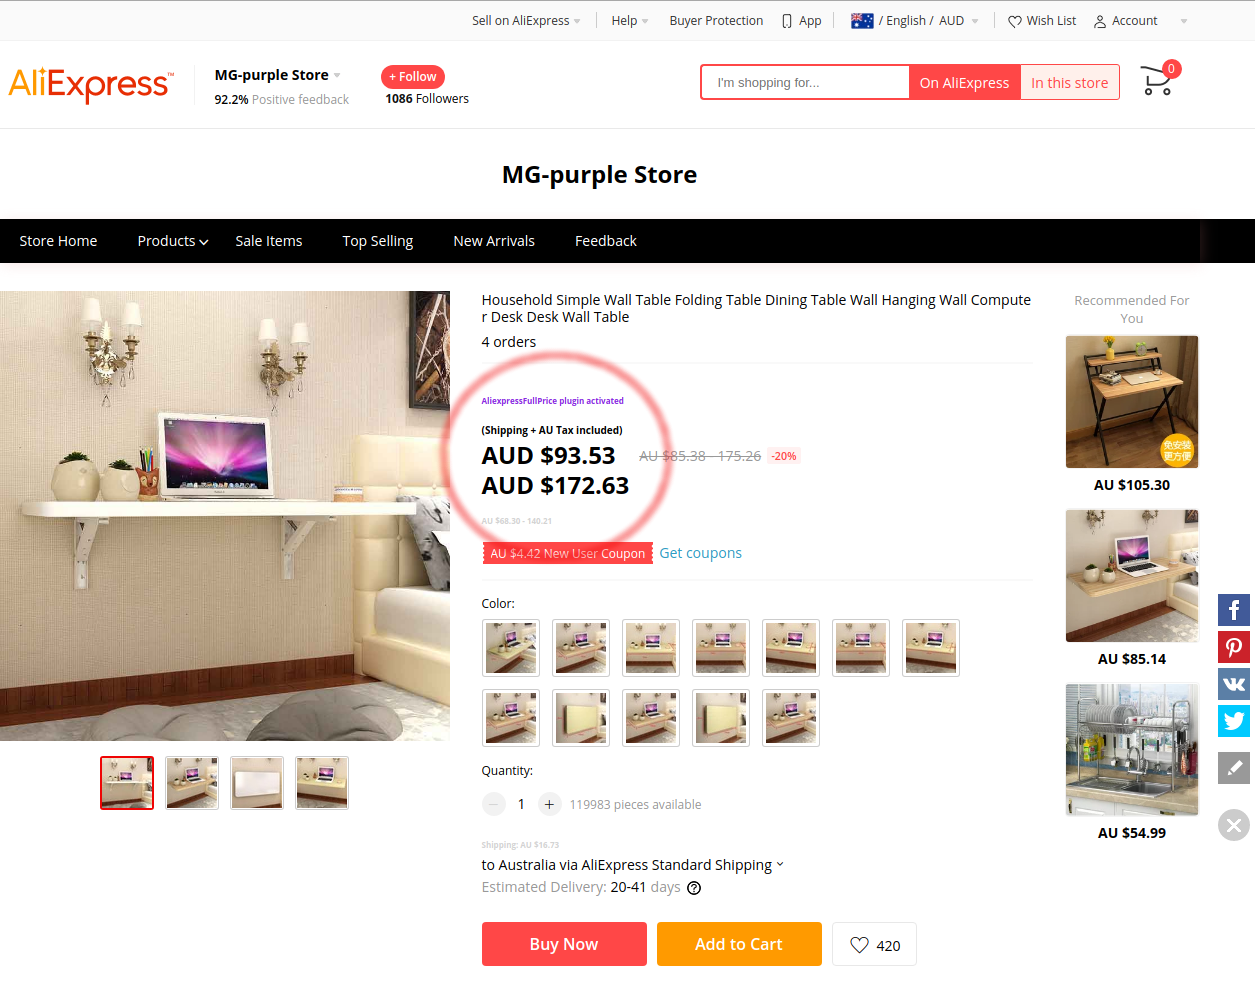 Sell on AliExpress
Help
Buyer Protection
App
/ English / AUD
Wish List
Account
AliExpress™
MG-purple Store
92.2% Positive feedback
+ Follow
1086 Followers
I'm shopping for...
On AliExpress
In this store
0
MG-purple Store
Store Home
Products
Sale Items
Top Selling
New Arrivals
Feedback
Household Simple Wall Table Folding Table Dining Table Wall Hanging Wall Compute
r Desk Desk Wall Table
4 orders
AliexpressFullPrice plugin activated
(Shipping + AU Tax included)
AUD $93.53
AU $85.38 - 175.26
-20%
AUD $172.63
AU $68.30 - 140.21
AU $4.42 New User Coupon
Get coupons
Color:
Quantity:
1
+
119983 pieces available
Shipping: AU $16.73
to Australia via AliExpress Standard Shipping
Estimated Delivery: 20-41 days
Buy Now
Add to Cart
420
Recommended For
You
免安装
更方便
AU $105.30
AU $85.14
AU $54.99